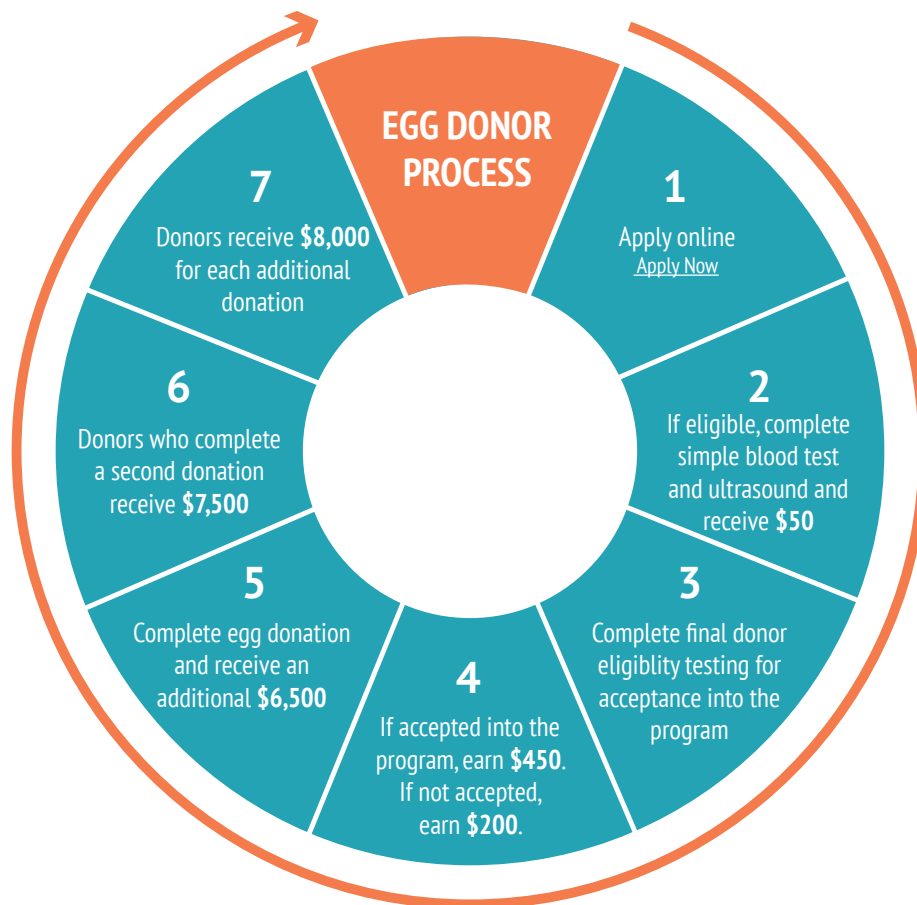 EGG DONOR
PROCESS
1
Apply online
Apply Now
2
If eligible, complete
simple blood test
and ultrasound and
receive $50
3
Complete final donor
eligiblity testing for
acceptance into the
program
4
If accepted into the
program, earn $450.
If not accepted,
earn $200.
5
Complete egg donation
and receive an
additional $6,500
6
Donors who complete
a second donation
receive $7,500
7
Donors receive $8,000
for each additional
donation